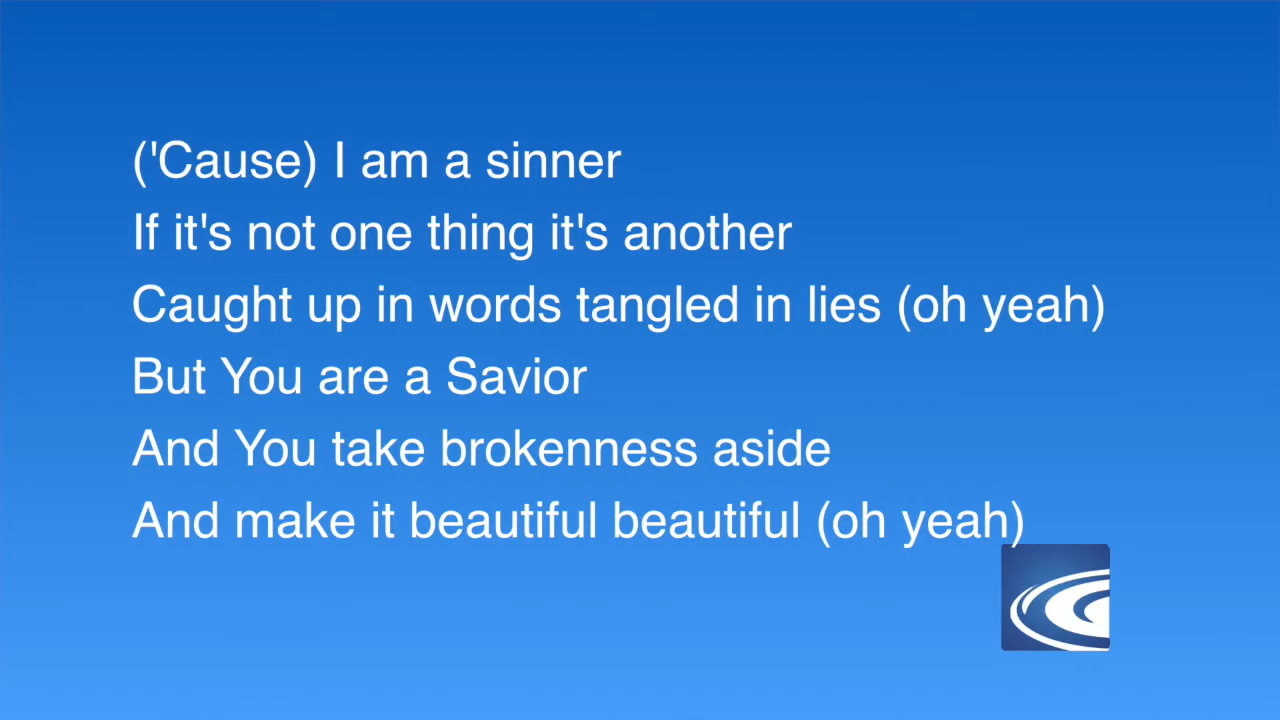 ('Cause) I am a sinner
If it's not one thing it's another
Caught up in words tangled in lies (oh yeah)
But You are a Savior
And You take brokenness aside
And make it beautiful beautiful (oh yeah)